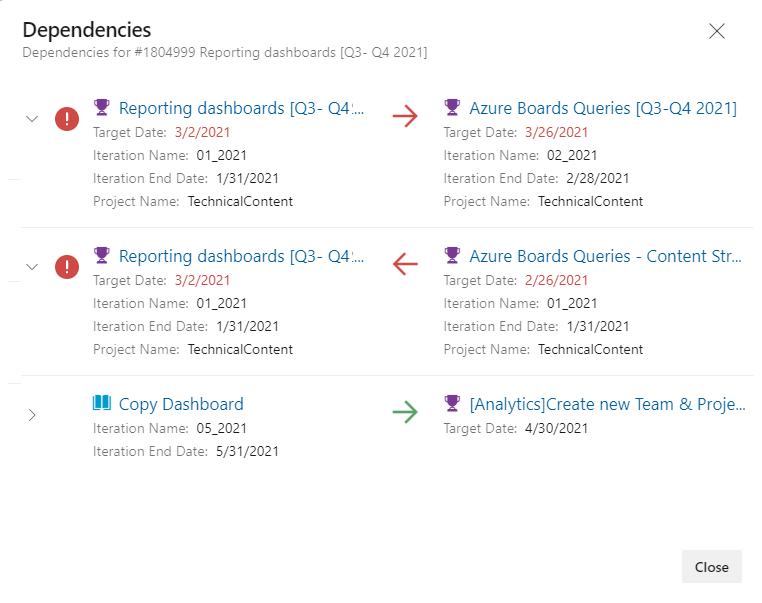 Dependencies
Dependencies for #1804999 Reporting dashboards [Q3- Q4 2021]
Reporting dashboards [Q3- Q4:...
Target Date: 3/2/2021
Iteration Name: 01_2021
Iteration End Date: 1/31/2021
Project Name: TechnicalContent
Azure Boards Queries [Q3-Q4 2021]
Target Date: 3/26/2021
Iteration Name: 02_2021
Iteration End Date: 2/28/2021
Project Name: TechnicalContent
Reporting dashboards [Q3- Q4:...
Target Date: 3/2/2021
Iteration Name: 01_2021
Iteration End Date: 1/31/2021
Project Name: TechnicalContent
Azure Boards Queries - Content Str...
Target Date: 2/26/2021
Iteration Name: 01_2021
Iteration End Date: 1/31/2021
Project Name: TechnicalContent
Copy Dashboard
Iteration Name: 05_2021
Iteration End Date: 5/31/2021
[Analytics]Create new Team & Proje...
Target Date: 4/30/2021
Close